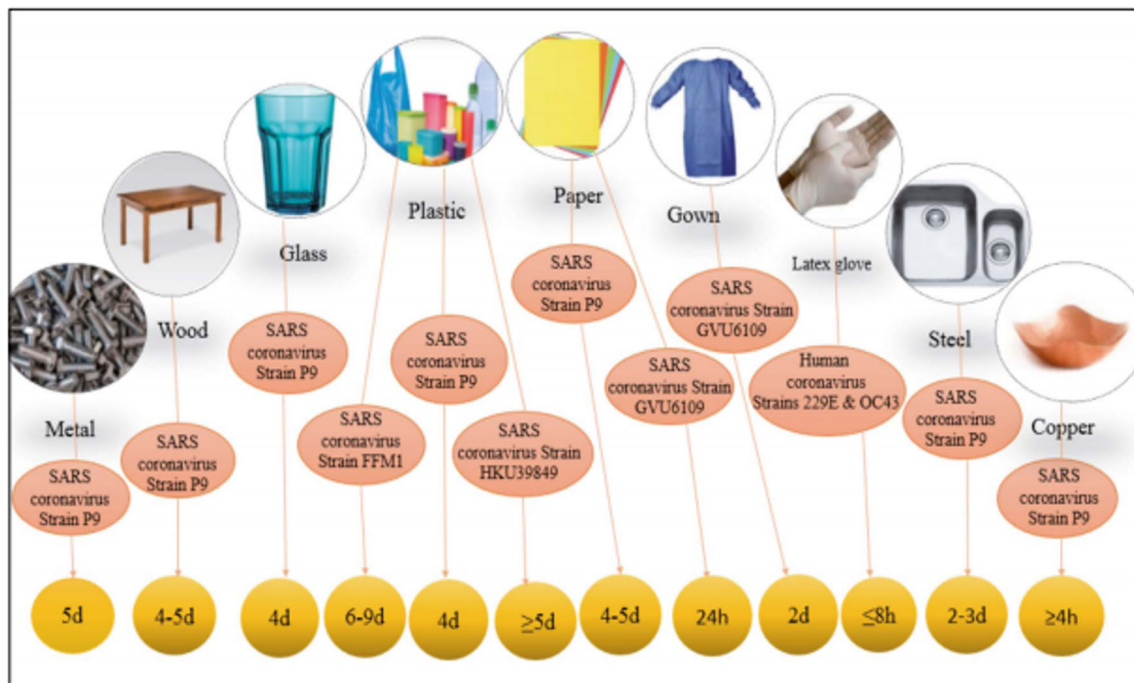 Metal
SARS
coronavirus
Strain P9
5d
Wood
SARS
coronavirus
Strain P9
4-5d
Glass
SARS
coronavirus
Strain P9
4d
Plastic
SARS
coronavirus
Strain FFM1
6-9d
SARS
coronavirus
Strain P9
4d
SARS
coronavirus Strain
HKU39849
≥5d
Paper
SARS
coronavirus
Strain P9
4-5d
SARS
coronavirus Strain
GVU6109
24h
Gown
SARS
coronavirus Strain
GVU6109
2d
Latex glove
Human
coronavirus
Strains 229E & OC43
≤8h
Steel
SARS
coronavirus
Strain P9
2-3d
Copper
SARS
coronavirus
Strain P9
≥4h